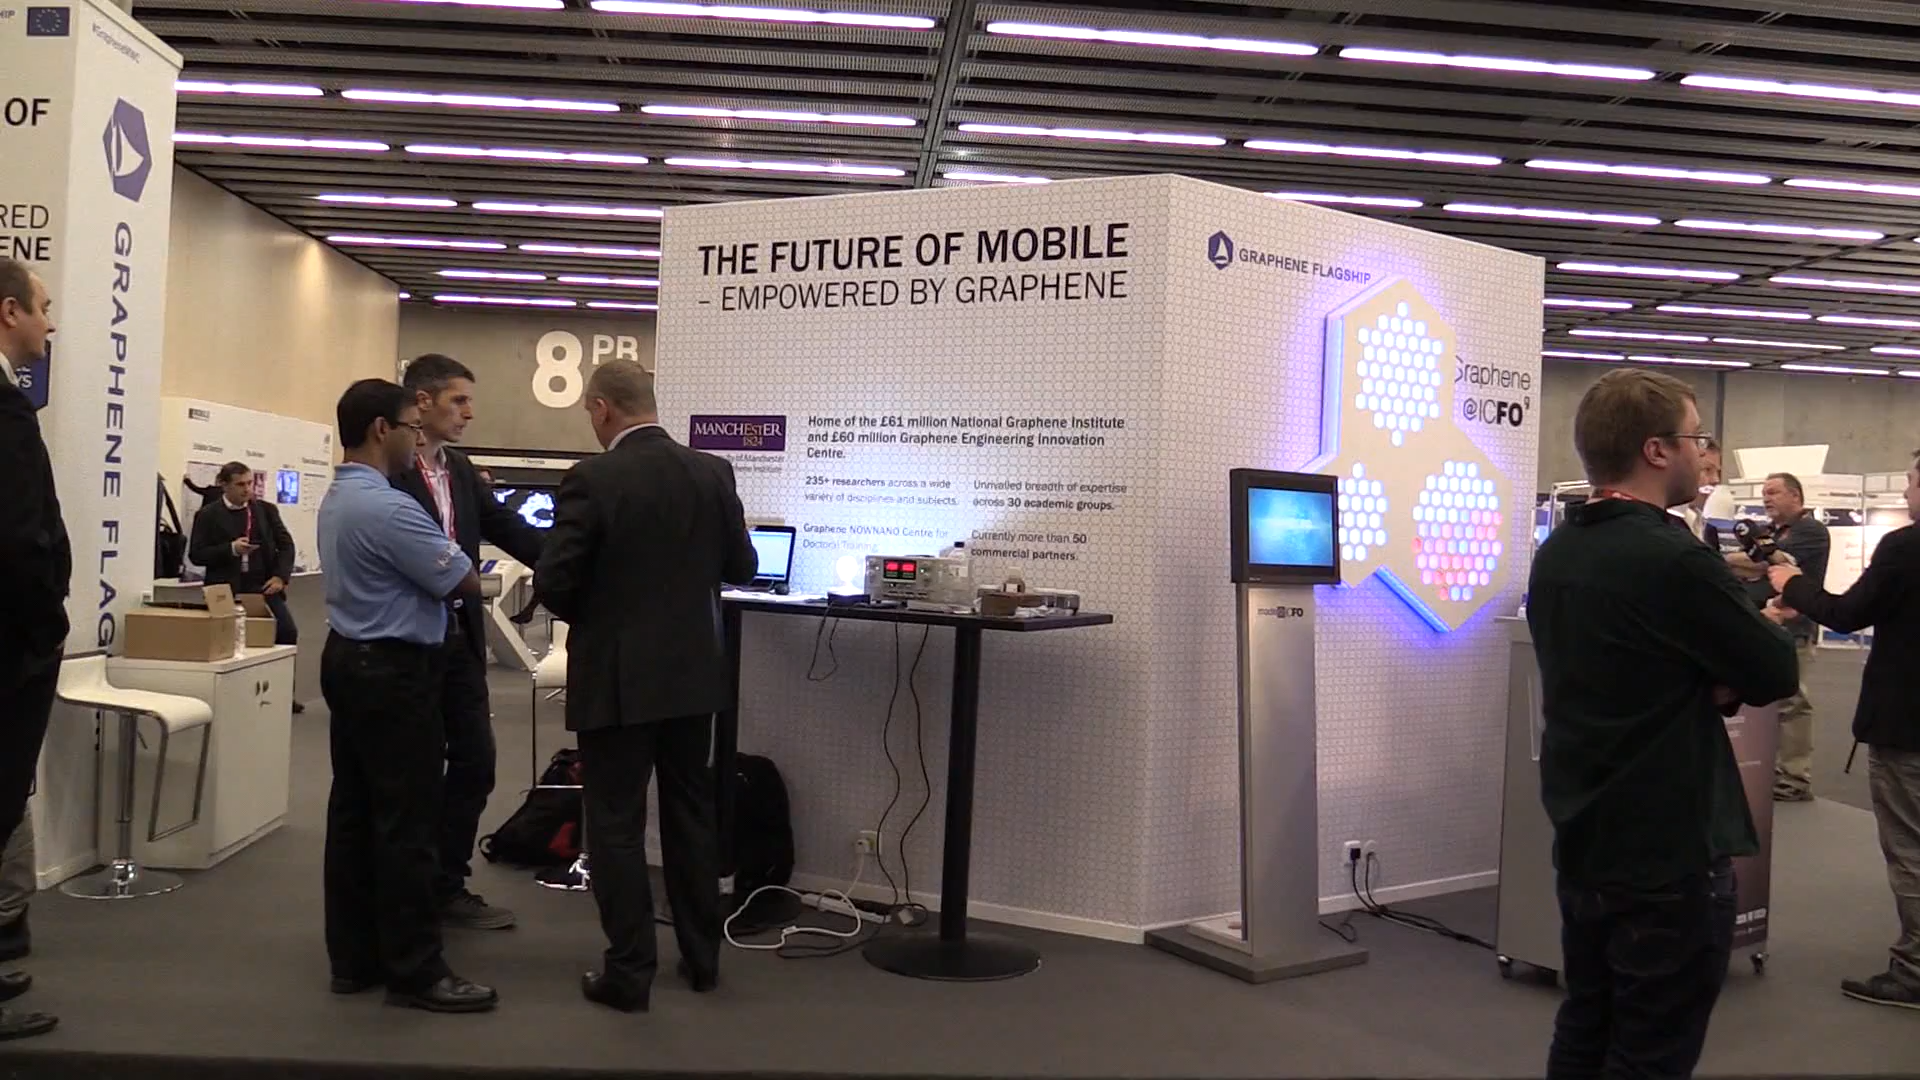 #GrapheneMWC
OF
RED
ENE
GRAPHENE FLAG
8 PB
THE FUTURE OF MOBILE
– EMPOWERED BY GRAPHENE
MANCHESTER
1824
Home of the £61 million National Graphene Institute
and £60 million Graphene Engineering Innovation
Centre.
235+ researchers across a wide
variety of disciplines and subjects.
Graphene NOWNANO Centre for
Doctoral Training.
Unrivalled breadth of expertise
across 30 academic groups.
Currently more than 50
commercial partners.
GRAPHENE FLAGSHIP
Graphene
@ICFO
made@ICFO